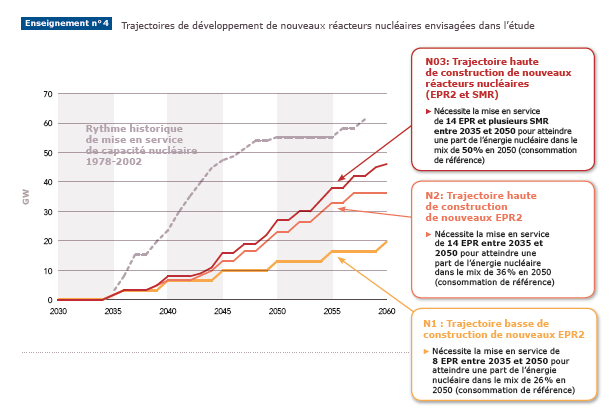 Enseignement n° 4
Trajectoires de développement de nouveaux réacteurs nucléaires envisagées dans l'étude
N03: Trajectoire haute
de construction de nouveaux
réacteurs nucléaires
(EPR2 et SMR)
► Nécessite la mise en service
de 14 EPR et plusieurs SMR
entre 2035 et 2050 pour atteindre
une part de l'énergie nucléaire dans le
mix de 50% en 2050 (consommation
de référence)
N2: Trajectoire haute
de construction
de nouveaux EPR2
► Nécessite la mise en service
de 14 EPR entre 2035 et
2050 pour atteindre une
part de l'énergie nucléaire
dans le mix de 36% en 2050
(consommation de référence)
N1 : Trajectoire basse de
construction de nouveaux EPR2
► Nécessite la mise en service de
8 EPR entre 2035 et 2050 pour
atteindre une part de l'énergie
nucléaire dans le mix de 26% en
2050 (consommation de référence)
Rythme historique
de mise en service
de capacité nucléaire
1978-2002
GW
70
60
50
40
30
20
10
0
2030 2035 2040 2045 2050 2055 2060